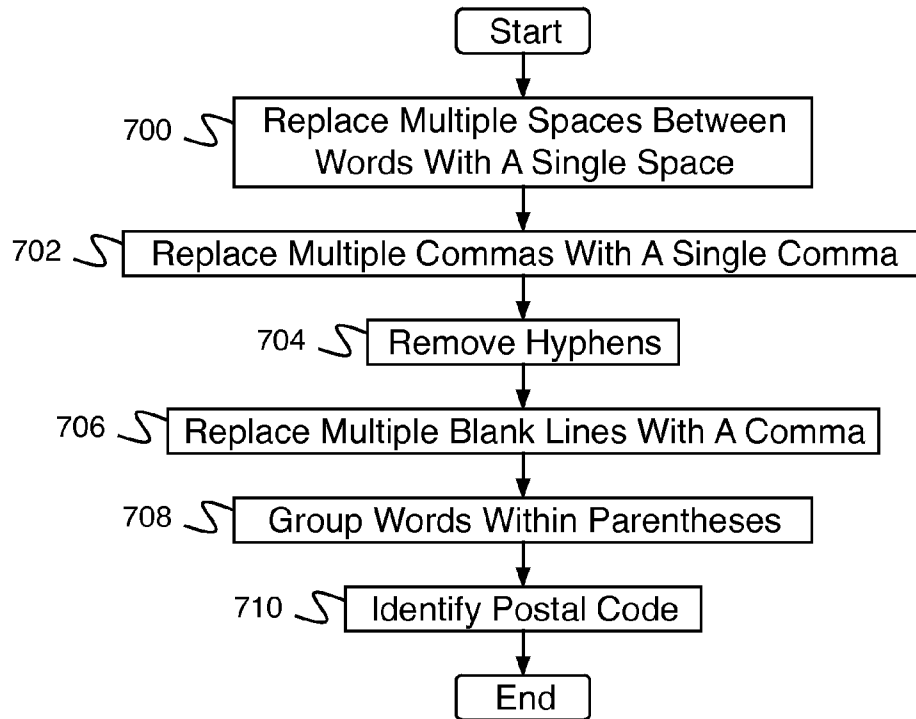 Start
700
Replace Multiple Spaces Between
Words With A Single Space
702
Replace Multiple Commas With A Single Comma
704
Remove Hyphens
706
Replace Multiple Blank Lines With A Comma
708
Group Words Within Parentheses
710
Identify Postal Code
End